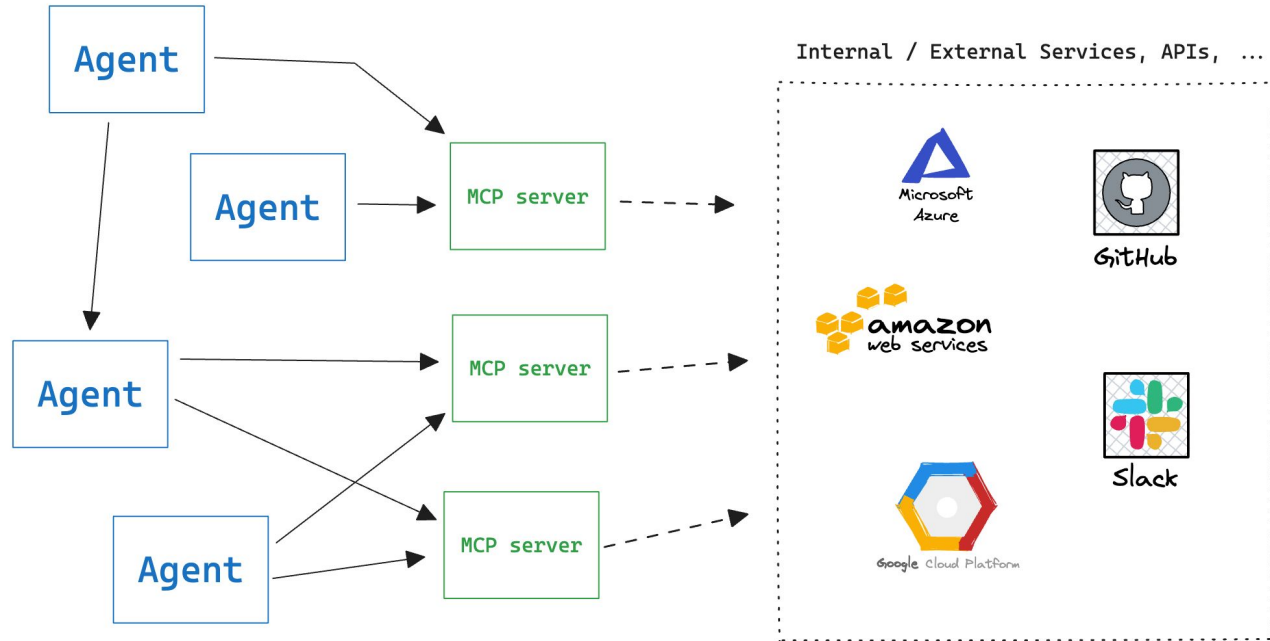 Agent
Internal / External Services, APIs, ...
Agent
MCP server
Microsoft
Azure
GitHub
MCP server
amazon
web services
Agent
Slack
Agent
MCP server
Google Cloud Platform